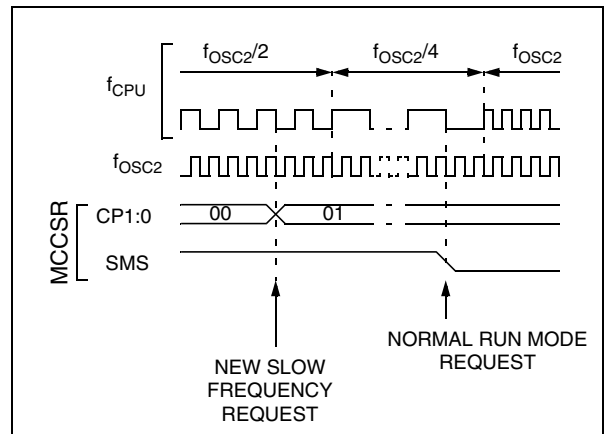 fOSC2/2 fOSC2/4 fOSC2
fCPU
fOSC2
MCCSR
CP1:0 00 01
SMS
NEW SLOW
FREQUENCY
REQUEST
NORMAL RUN MODE
REQUEST